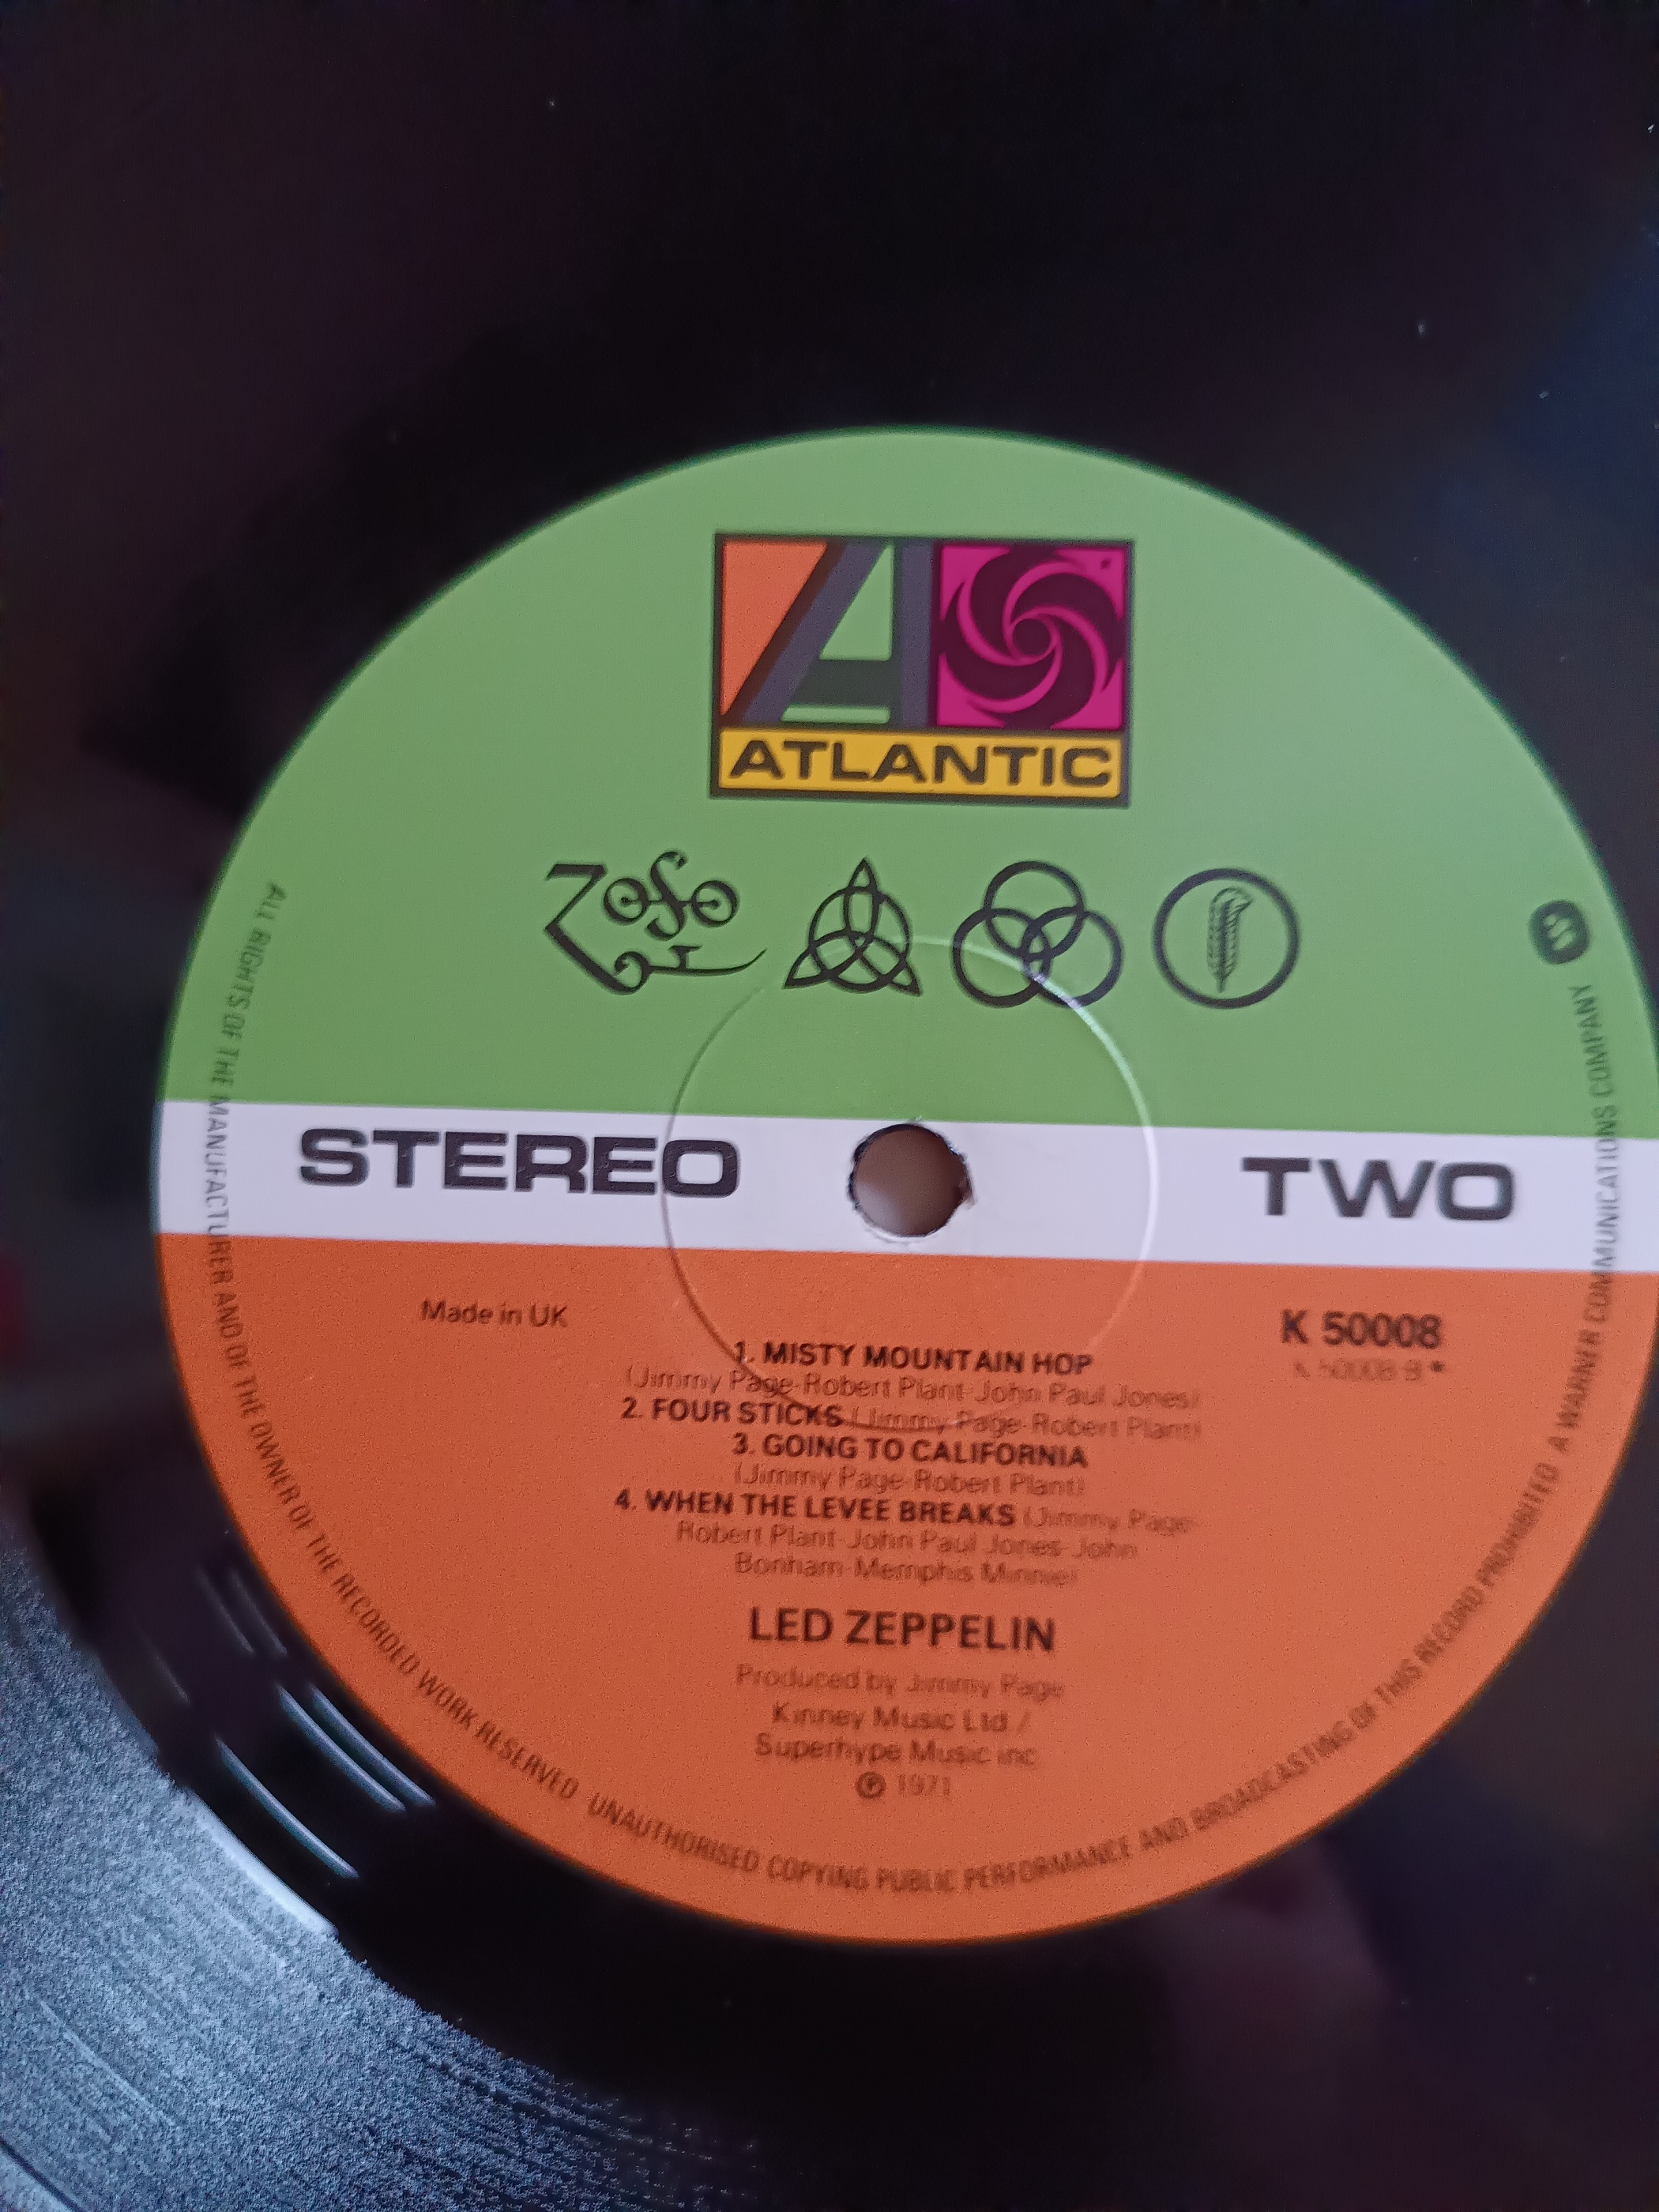 ATLANTIC
STEREO
TWO
Made in UK
K 50008
K 50008 B*
1. MISTY MOUNTAIN HOP
(Jimmy Page-Robert Plant-John Paul Jones)
2. FOUR STICKS (Jimmy Page-Robert Plant)
3. GOING TO CALIFORNIA
(Jimmy Page-Robert Plant)
4. WHEN THE LEVEE BREAKS (Jimmy Page-
Robert Plant-John Paul Jones-John
Bonham-Memphis Minnie)
LED ZEPPELIN
Produced by Jimmy Page
Kinney Music Ltd /
Superhype Music inc
Ⓟ 1971
ALL RIGHTS OF THE MANUFACTURER AND OF THE OWNER OF THE RECORDED WORK RESERVED UNAUTHORISED COPYING PUBLIC PERFORMANCE AND BROADCASTING OF THIS RECORD PROHIBITED A WARNER COMMUNICATIONS COMPANY